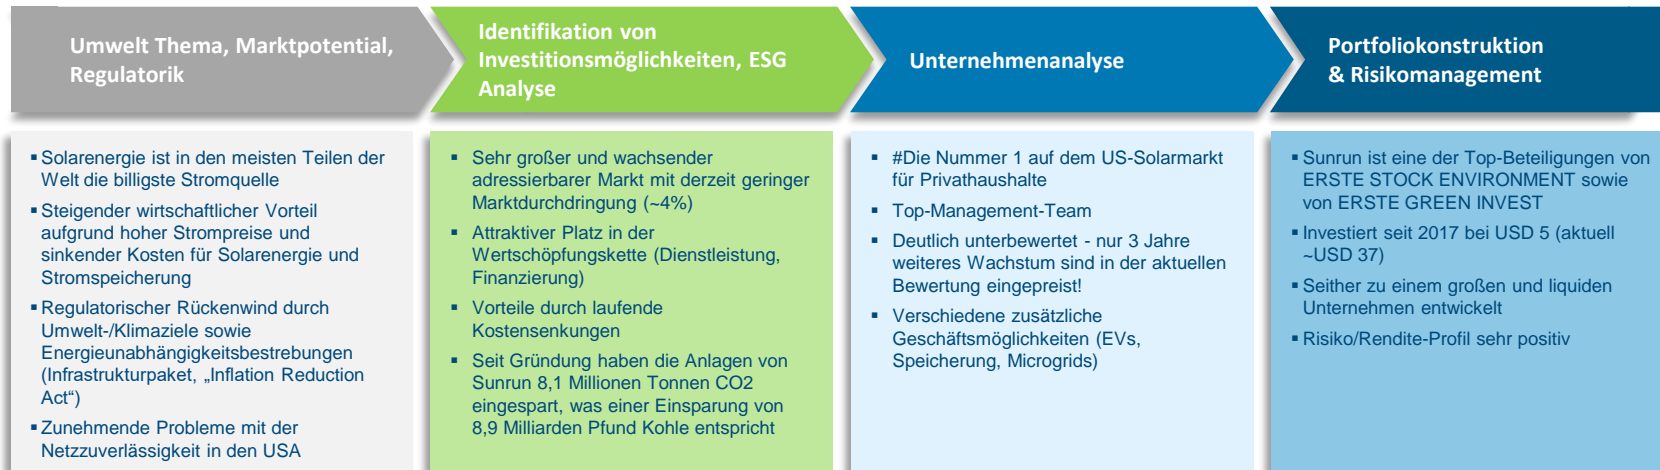 Umwelt Thema, Marktpotential,
Regulatorik
Identifikation von
Investitionsmöglichkeiten, ESG
Analyse
Unternehmenanalyse
Portfoliokonstruktion
& Risikomanagement
▪ Solarenergie ist in den meisten Teilen der
Welt die billigste Stromquelle
▪ Steigender wirtschaftlicher Vorteil
aufgrund hoher Strompreise und
sinkender Kosten für Solarenergie und
Stromspeicherung
▪ Regulatorischer Rückenwind durch
Umwelt-/Klimaziele sowie
Energieunabhängigkeitsbestrebungen
(Infrastrukturpaket, „Inflation Reduction
Act“)
▪ Zunehmende Probleme mit der
Netzzuverlässigkeit in den USA
▪ Sehr großer und wachsender
adressierbarer Markt mit derzeit geringer
Marktdurchdringung (~4%)
▪ Attraktiver Platz in der
Wertschöpfungskette (Dienstleistung,
Finanzierung)
▪ Vorteile durch laufende
Kostensenkungen
▪ Seit Gründung haben die Anlagen von
Sunrun 8,1 Millionen Tonnen CO2
eingespart, was einer Einsparung von
8,9 Milliarden Pfund Kohle entspricht
▪ #Die Nummer 1 auf dem US-Solarmarkt
für Privathaushalte
▪ Top-Management-Team
▪ Deutlich unterbewertet - nur 3 Jahre
weiteres Wachstum sind in der aktuellen
Bewertung eingepreist!
▪ Verschiedene zusätzliche
Geschäftsmöglichkeiten (EVs,
Speicherung, Microgrids)
▪ Sunrun ist eine der Top-Beteiligungen von
ERSTE STOCK ENVIRONMENT sowie
von ERSTE GREEN INVEST
▪ Investiert seit 2017 bei USD 5 (aktuell
~USD 37)
▪ Seither zu einem großen und liquiden
Unternehmen entwickelt
▪ Risiko/Rendite-Profil sehr positiv